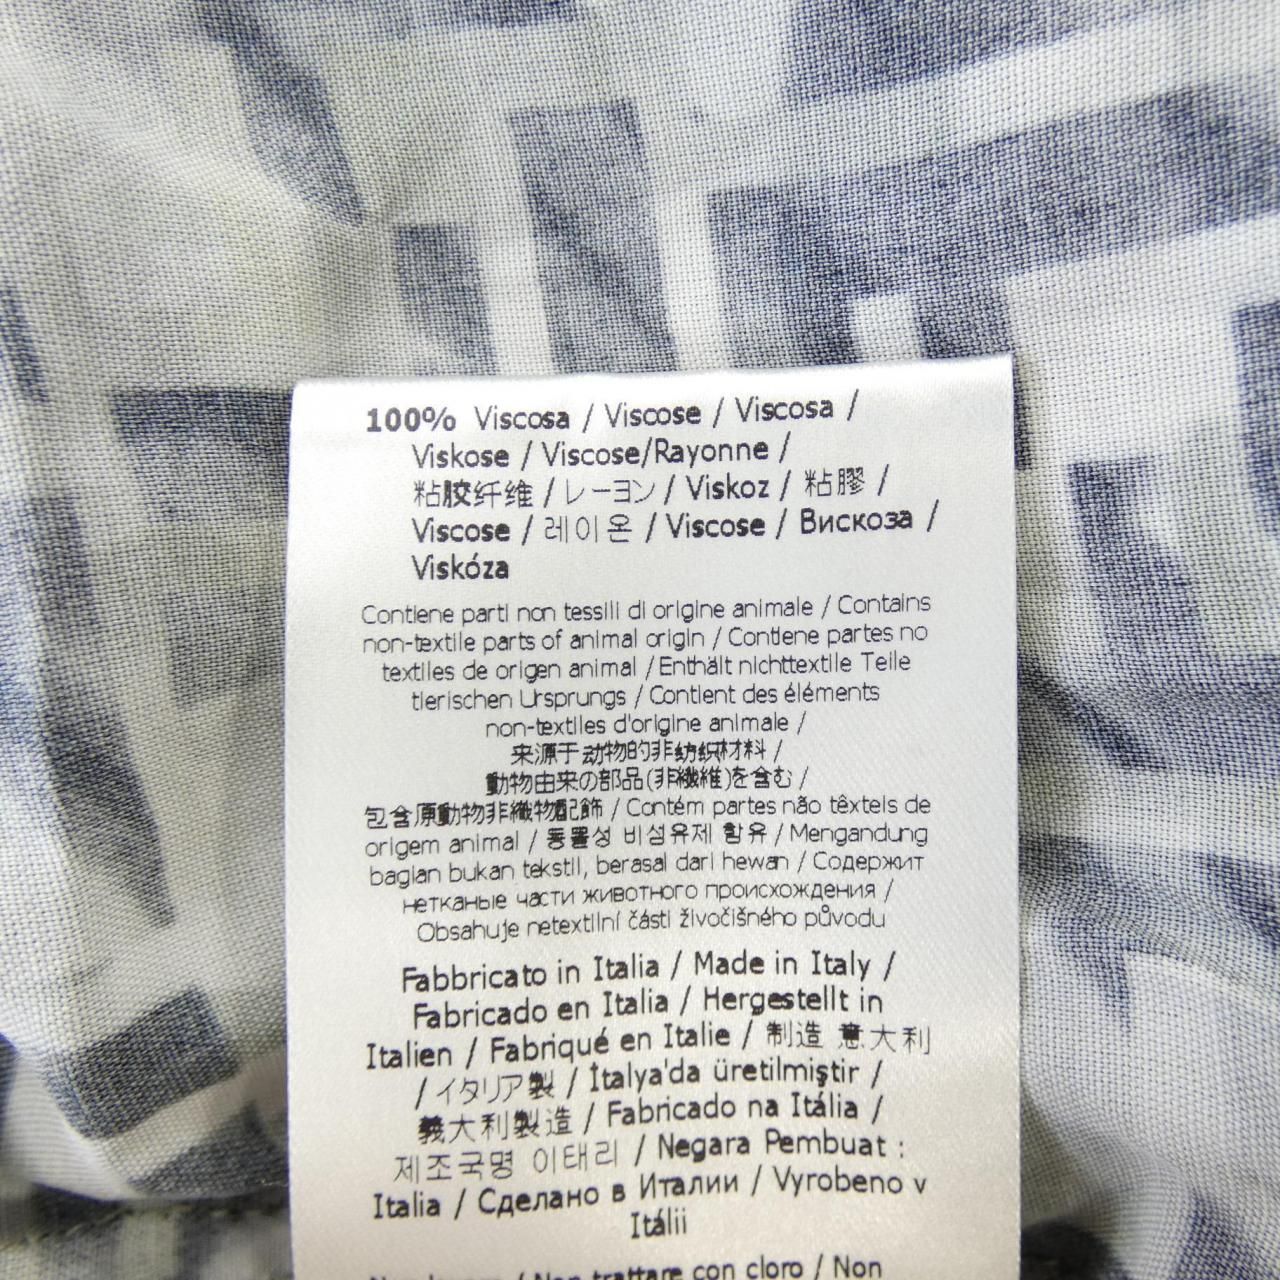 100% Viscosa / Viscose / Viscosa /
Viskose / Viscose/Rayonne /
粘胶纤维 / レーヨン / Viskoz / 粘膠 /
Viscose / 레이온 / Viscose / Вискоза /
Viskóza
Contiene parti non tessili di origine animale / Contains
non-textile parts of animal origin / Contiene partes no
textiles de origen animal / Enthält nichttextile Teile
tierischen Ursprungs / Contient des éléments
non-textiles d'origine animale /
来源于动物的非纺织材料 /
動物由来の部品(非繊維)を含む /
包含原動物非織物配飾 / Contém partes não têxteis de
origem animal / 동물성 비섬유제 함유 / Mengandung
bagian bukan tekstil, berasal dari hewan / Содержит
нетканые части животного происхождения /
Obsahuje netextilní části živočišného původu
Fabbricato in Italia / Made in Italy /
Fabricado en Italia / Hergestellt in
Italien / Fabriqué en Italie / 制造 意大利
/ イタリア製 / İtalya'da üretilmiştir /
義大利製造 / Fabricado na Itália /
제조국명 이태리 / Negara Pembuat :
Italia / Сделано в Италии / Vyrobeno v
Itálii
/ Non trattare con cloro / Non